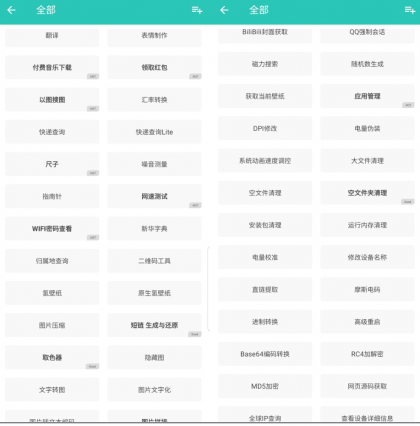 全部
翻译 表情制作
付费音乐下载 领取红包
以图搜图 汇率转换
快递查询 快递查询Lite
尺子 噪音测量
指南针 网速测试
WIFI密码查看 新华字典
归属地查询 二维码工具
氢壁纸 原生氢壁纸
图片压缩 短链 生成与还原
取色器 隐藏图
文字转图 图片文字化
全部
BiliBili封面获取 QQ强制会话
磁力搜索 随机数生成
获取当前壁纸 应用管理
DPI修改 电量伪装
系统动画速度调控 大文件清理
空文件清理 空文件夹清理
安装包清理 运行内存清理
电量校准 修改设备名称
直链提取 摩斯电码
进制转换 高级重启
Base64编码转换 RC4加解密
MD5加密 网页源码获取
全球IP查询 查看设备详细信息